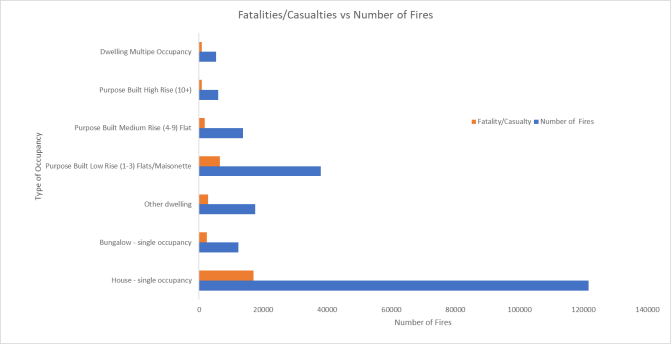 Fatalities/Casualties vs Number of Fires
Dwelling Multipe Occupancy
Purpose Built High Rise (10+)
Purpose Built Medium Rise (4-9) Flat
Purpose Built Low Rise (1-3) Flats/Maisonette
Other dwelling
Bungalow - single occupancy
House - single occupancy
Type of Occupancy
Fatality/Casualty Number of Fires
0 20000 40000 60000 80000 100000 120000 140000
Number of Fires